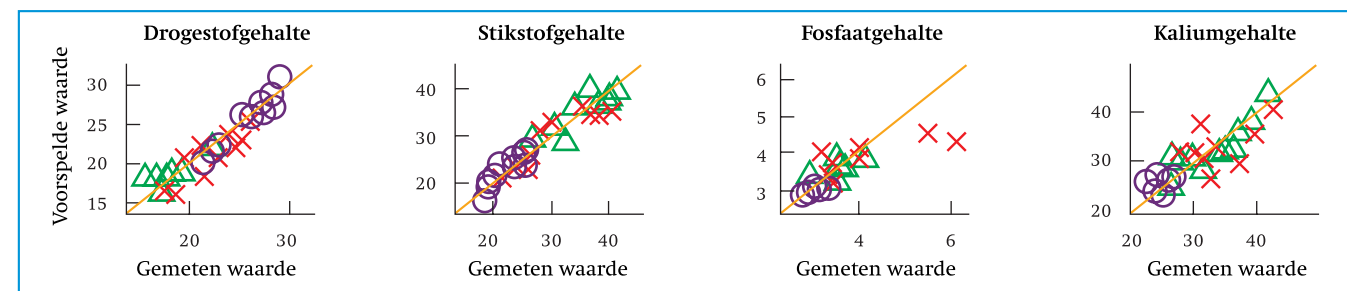 Drogestofgehalte Stikstofgehalte Fosfaatgehalte Kaliumgehalte
Voorspelde waarde
30
25
20
15
20 30
Gemeten waarde
40
30
20
20 30 40
Gemeten waarde
6
5
4
3
4 6
Gemeten waarde
40
30
20
20 30 40
Gemeten waarde